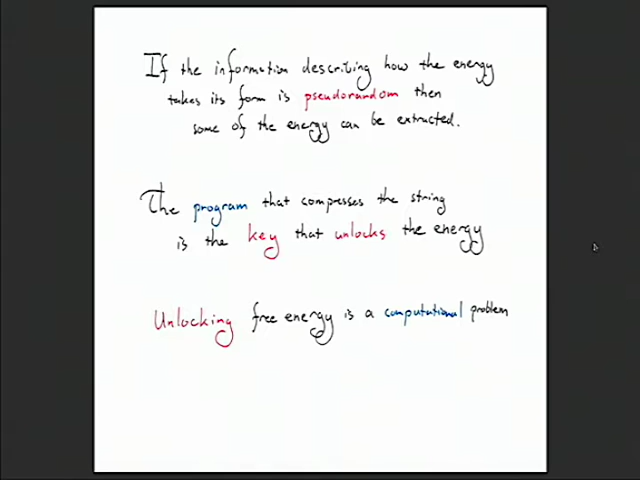 If the information describing how the energy
takes its form is pseudorandom then
some of the energy can be extracted.
The program that compresses the string
is the key that unlocks the energy
Unlocking free energy is a computational problem